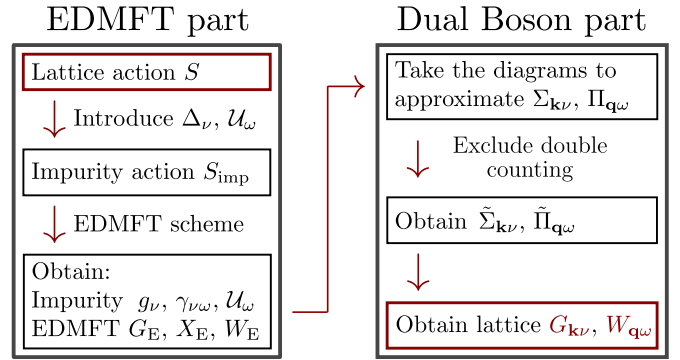 EDMFT part
Lattice action S
Introduce Δ_ν, 𝒰_ω
Impurity action S_imp
EDMFT scheme
Obtain:
Impurity g_ν, γ_νω, 𝒰_ω
EDMFT G_E, X_E, W_E
Dual Boson part
Take the diagrams to
approximate Σ_kν, Π_qω
Exclude double
counting
Obtain Σ̃_kν, Π̃_qω
Obtain lattice G_kν, W_qω